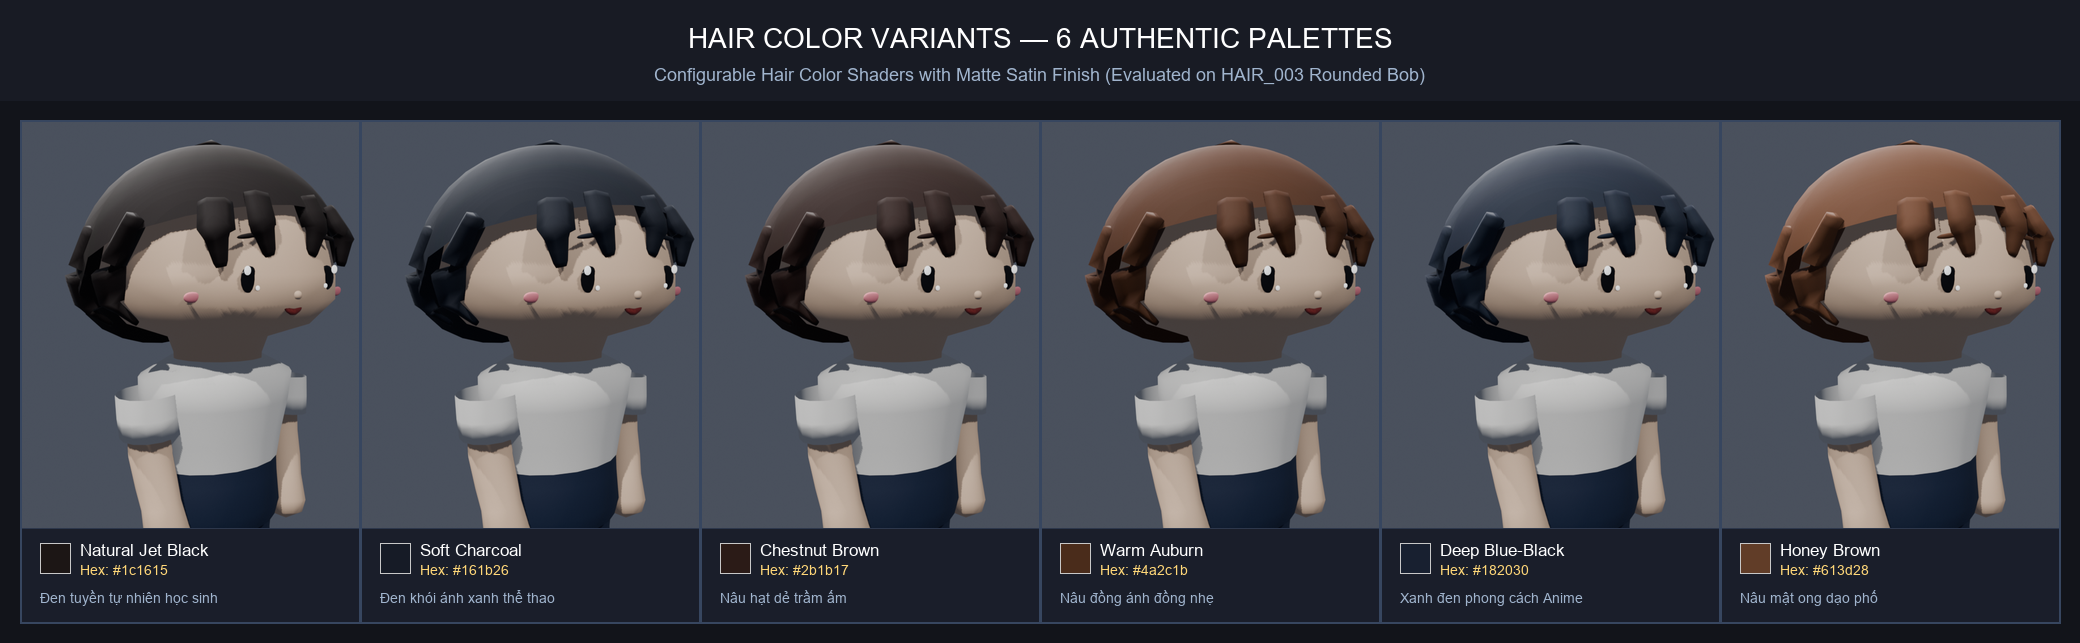 HAIR COLOR VARIANTS — 6 AUTHENTIC PALETTES
Configurable Hair Color Shaders with Matte Satin Finish (Evaluated on HAIR_003 Rounded Bob)
Natural Jet Black
Hex: #1c1615
Đen tuyền tự nhiên học sinh
Soft Charcoal
Hex: #161b26
Đen khói ánh xanh thể thao
Chestnut Brown
Hex: #2b1b17
Nâu hạt dẻ trầm ấm
Warm Auburn
Hex: #4a2c1b
Nâu đồng ánh đồng nhẹ
Deep Blue-Black
Hex: #182030
Xanh đen phong cách Anime
Honey Brown
Hex: #613d28
Nâu mật ong dạo phố